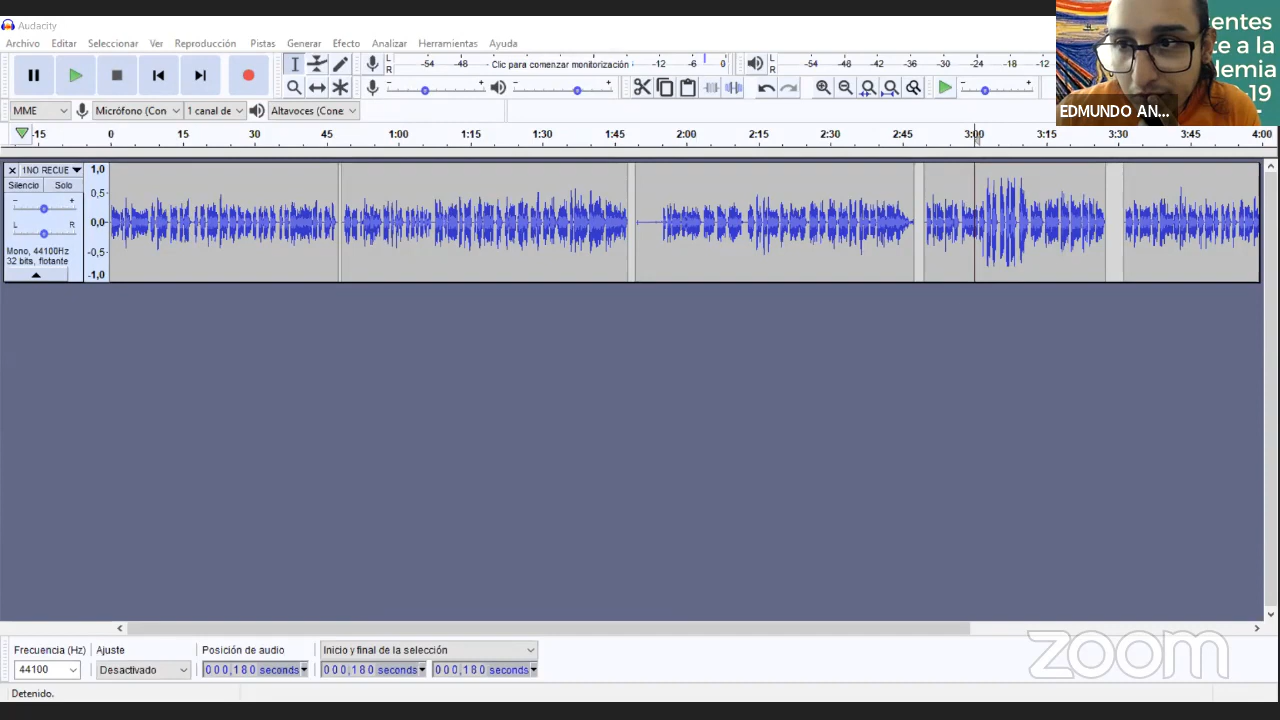 Audacity
Archivo Editar Seleccionar Ver Reproducción Pistas Generar Efecto Analizar Herramientas Ayuda
L R -54 -48 - Clic para comenzar monitorización -12 -6 0 L R -54 -48 -42 -36 -30 -24 -18 -12
- + - + - +
MME Micrófono (Con 1 canal de Altavoces (Cone
-15 0 15 30 45 1:00 1:15 1:30 1:45 2:00 2:15 2:30 2:45 3:00 3:15 3:30 3:45 4:00
1NO RECUE
Silencio Solo
- +
L R
Mono, 44100Hz
32 bits, flotante
1,0
0,5
0,0
-0,5
-1,0
entes
e a la
demia
-19
EDMUNDO AN...
Frecuencia (Hz) Ajuste Posición de audio Inicio y final de la selección
44100 Desactivado 000,180 seconds 000,180 seconds 000,180 seconds
Detenido.
zoom